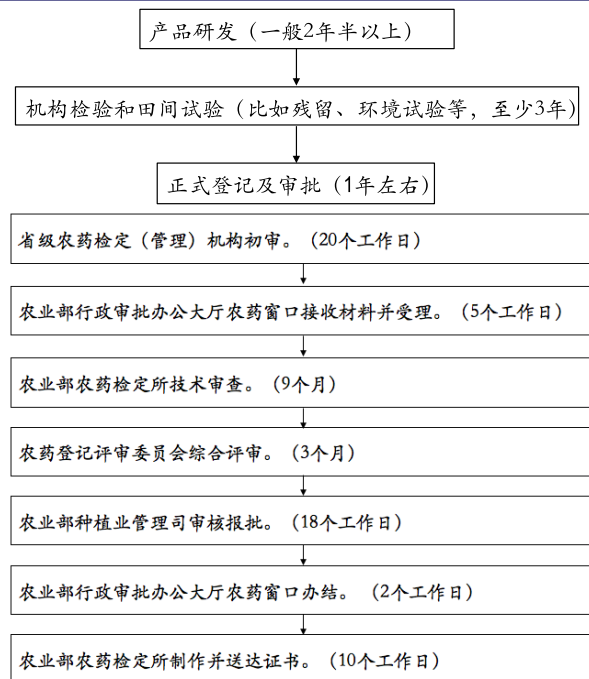 产品研发（一般2年半以上）
机构检验和田间试验（比如残留、环境试验等，至少3年）
正式登记及审批（1年左右）
省级农药检定（管理）机构初审。（20个工作日）
农业部行政审批办公大厅农药窗口接收材料并受理。（5个工作日）
农业部农药检定所技术审查。（9个月）
农药登记评审委员会综合评审。（3个月）
农业部种植业管理司审核报批。（18个工作日）
农业部行政审批办公大厅农药窗口办结。（2个工作日）
农业部农药检定所制作并送达证书。（10个工作日）